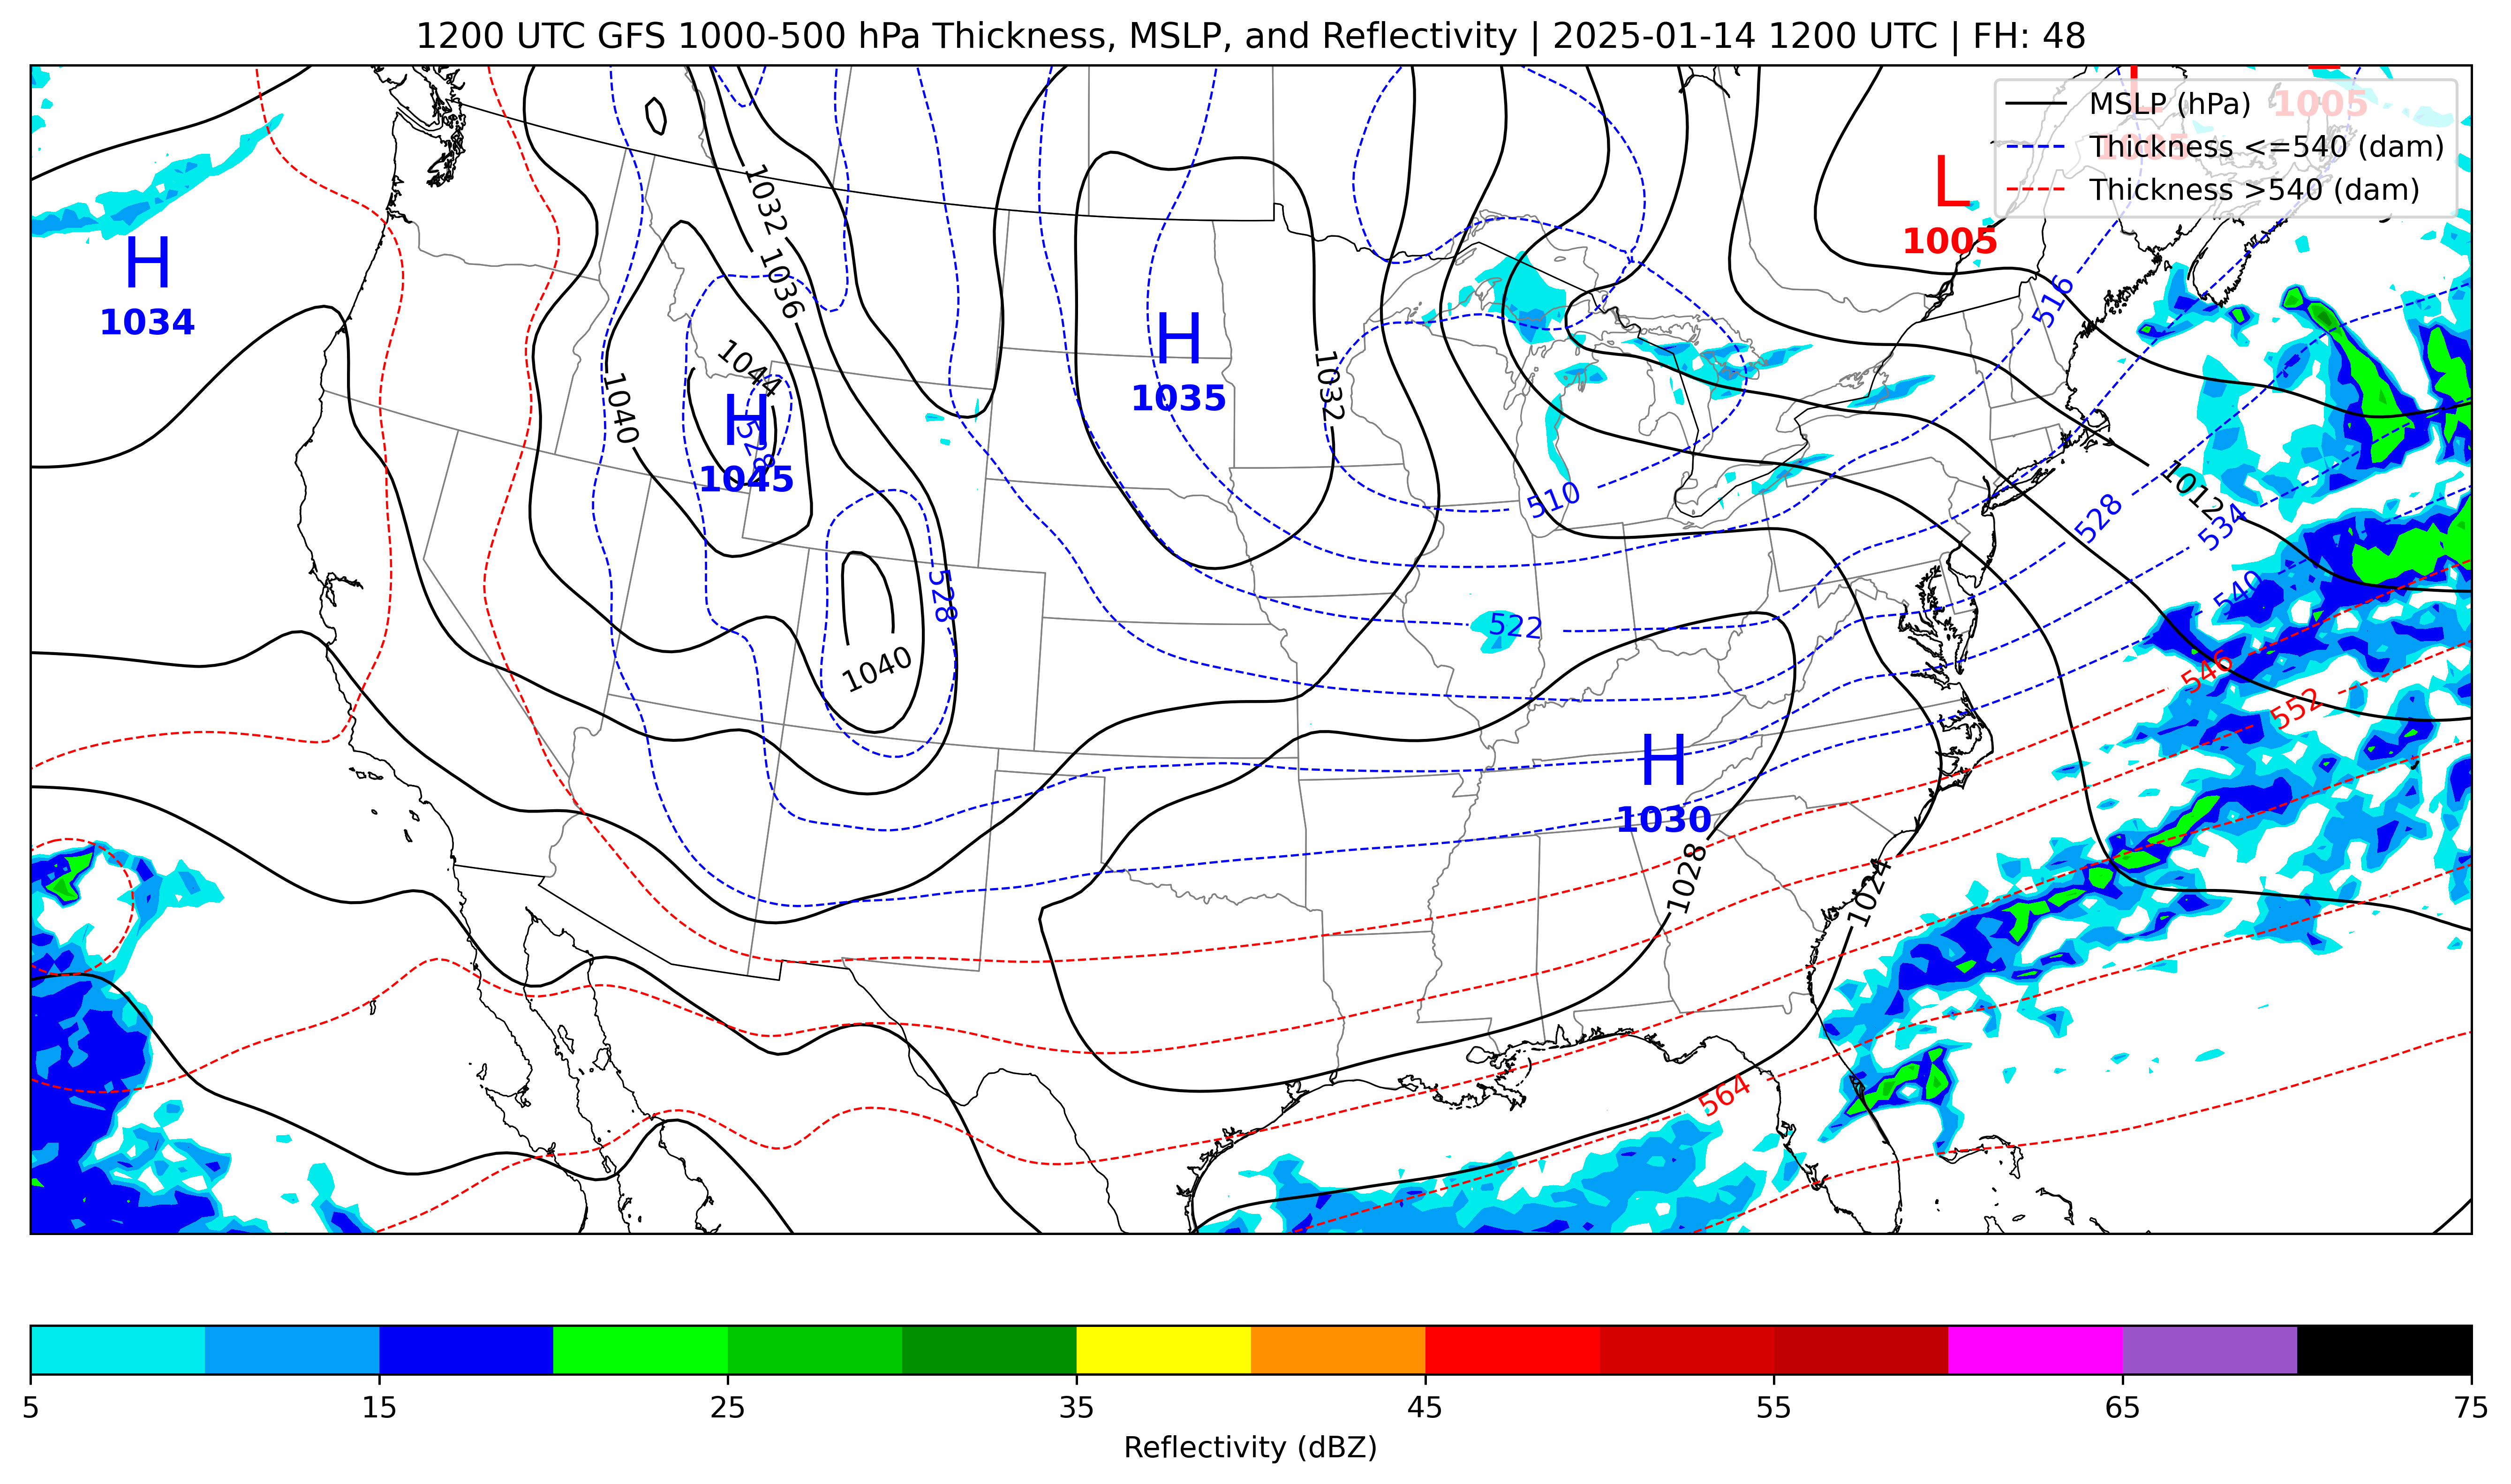 1200 UTC GFS 1000-500 hPa Thickness, MSLP, and Reflectivity | 2025-01-14 1200 UTC | FH: 48
MSLP (hPa)
Thickness <=540 (dam)
Thickness >540 (dam)
L
1005
L
1005
L
1005
H
1034
1032
1036
H
1035
1032
1044
1040
H
528
1045
516
510
1012
528
534
528
540
522
1040
546
552
H
1030
1028
1024
564
5
15
25
35
45
55
65
75
Reflectivity (dBZ)